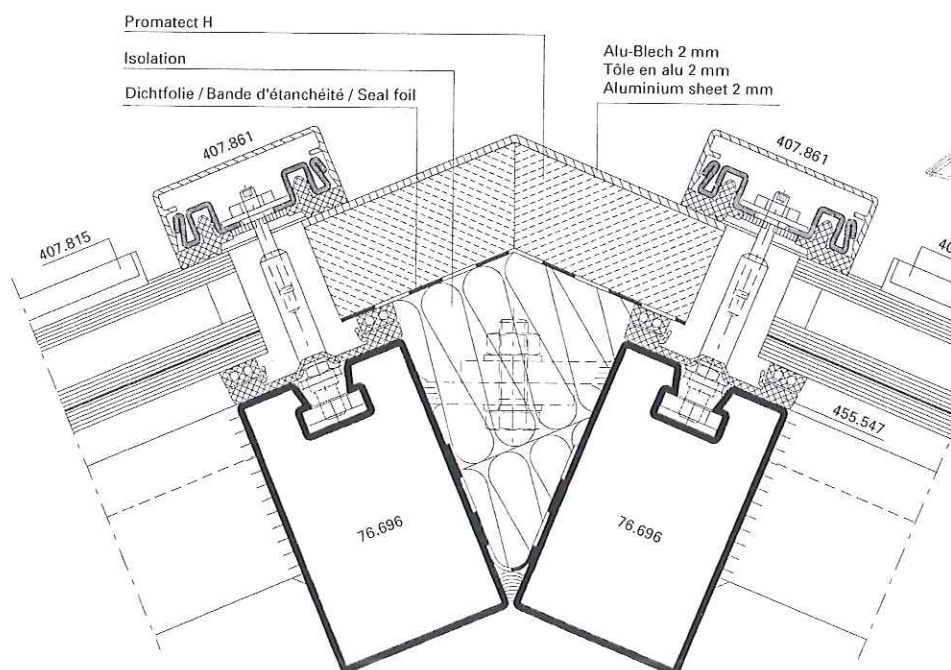 Promatect H
Isolation
Dichtfolie / Bande d'étanchéité / Seal foil
Alu-Blech 2 mm
Tôle en alu 2 mm
Aluminium sheet 2 mm
407.861
407.861
407.815
455.547
76.696
76.696